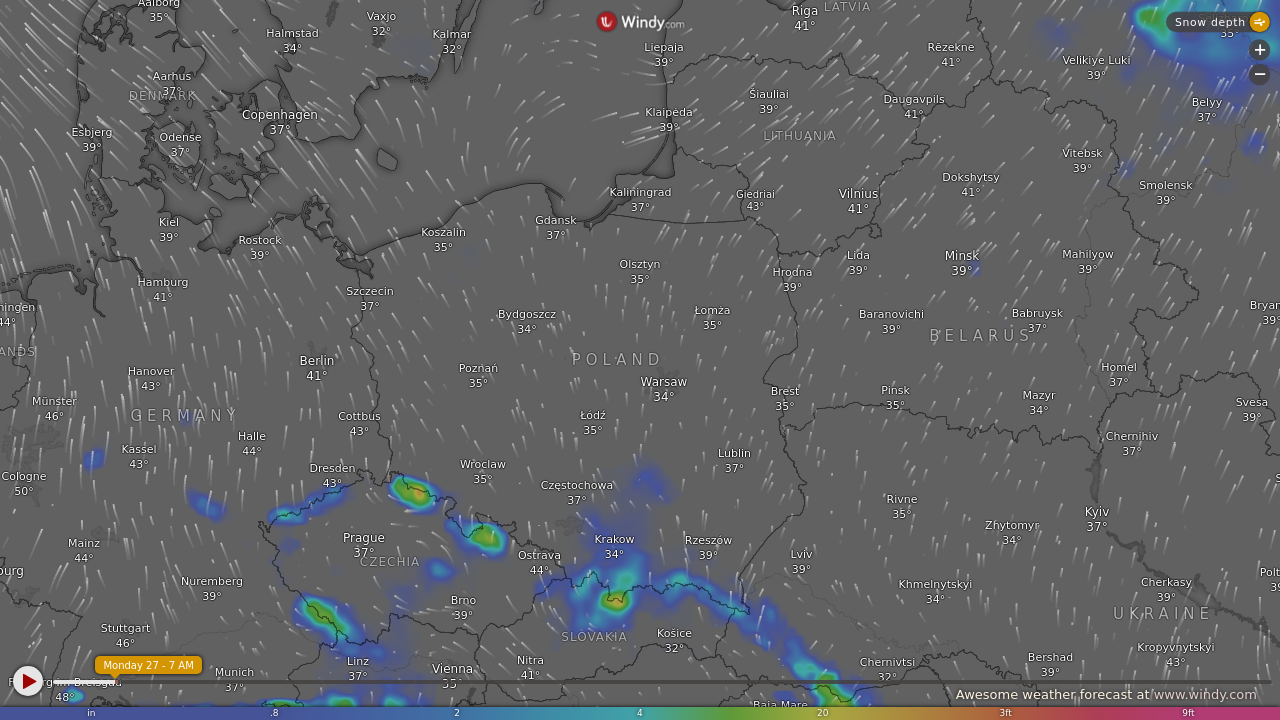 Aalborg
35°
Vaxjo
32°
Halmstad
34°
Kalmar
32°
Windy.com
Riga
41°
LATVIA
Snow depth
35°
Liepaja
39°
Rēzekne
41°
Velikiye Luki
39°
Aarhus
37°
DENMARK
Copenhagen
37°
Šiauliai
39°
Daugavpils
41°
Belyy
37°
Klaipėda
39°
Esbjerg
39°
Odense
37°
LITHUANIA
Vitebsk
39°
Dokshytsy
41°
Smolensk
39°
Kaliningrad
37°
Giedriai
43°
Vilnius
41°
Kiel
39°
Rostock
39°
Koszalin
35°
Gdansk
37°
Olsztyn
35°
Hrodna
39°
Lida
39°
Minsk
39°
Mahilyow
39°
Hamburg
41°
Szczecin
37°
Bydgoszcz
34°
Łomża
35°
Baranovichi
39°
Babruysk
37°
BELARUS
ningen
44°
ANDS
Berlin
41°
POLAND
Hanover
43°
Poznań
35°
Warsaw
34°
Homel
37°
Brest
35°
Pinsk
35°
Mazyr
34°
Svesa
39°
Münster
46°
GERMANY
Cottbus
43°
Łódź
35°
Chernihiv
37°
Halle
44°
Kassel
43°
Lublin
37°
Dresden
43°
Wrocław
35°
Cologne
50°
Częstochowa
37°
Rivne
35°
Kyiv
37°
Zhytomyr
34°
Mainz
44°
Prague
37°
CZECHIA
Krakow
34°
Rzeszow
39°
Ostrava
44°
Lviv
39°
Nuremberg
39°
Khmelnytskyi
34°
Cherkasy
39°
Brno
39°
UKRAINE
Stuttgart
46°
SLOVAKIA
Košice
32°
Kropyvnytskyi
43°
Monday 27 - 7 AM
Linz
37°
Nitra
41°
Vienna
Chernivtsi
32°
Bershad
39°
Munich
37°
48°
Baia Mare
Awesome weather forecast at www.windy.com
in .8 2 4 20 3ft 9ft